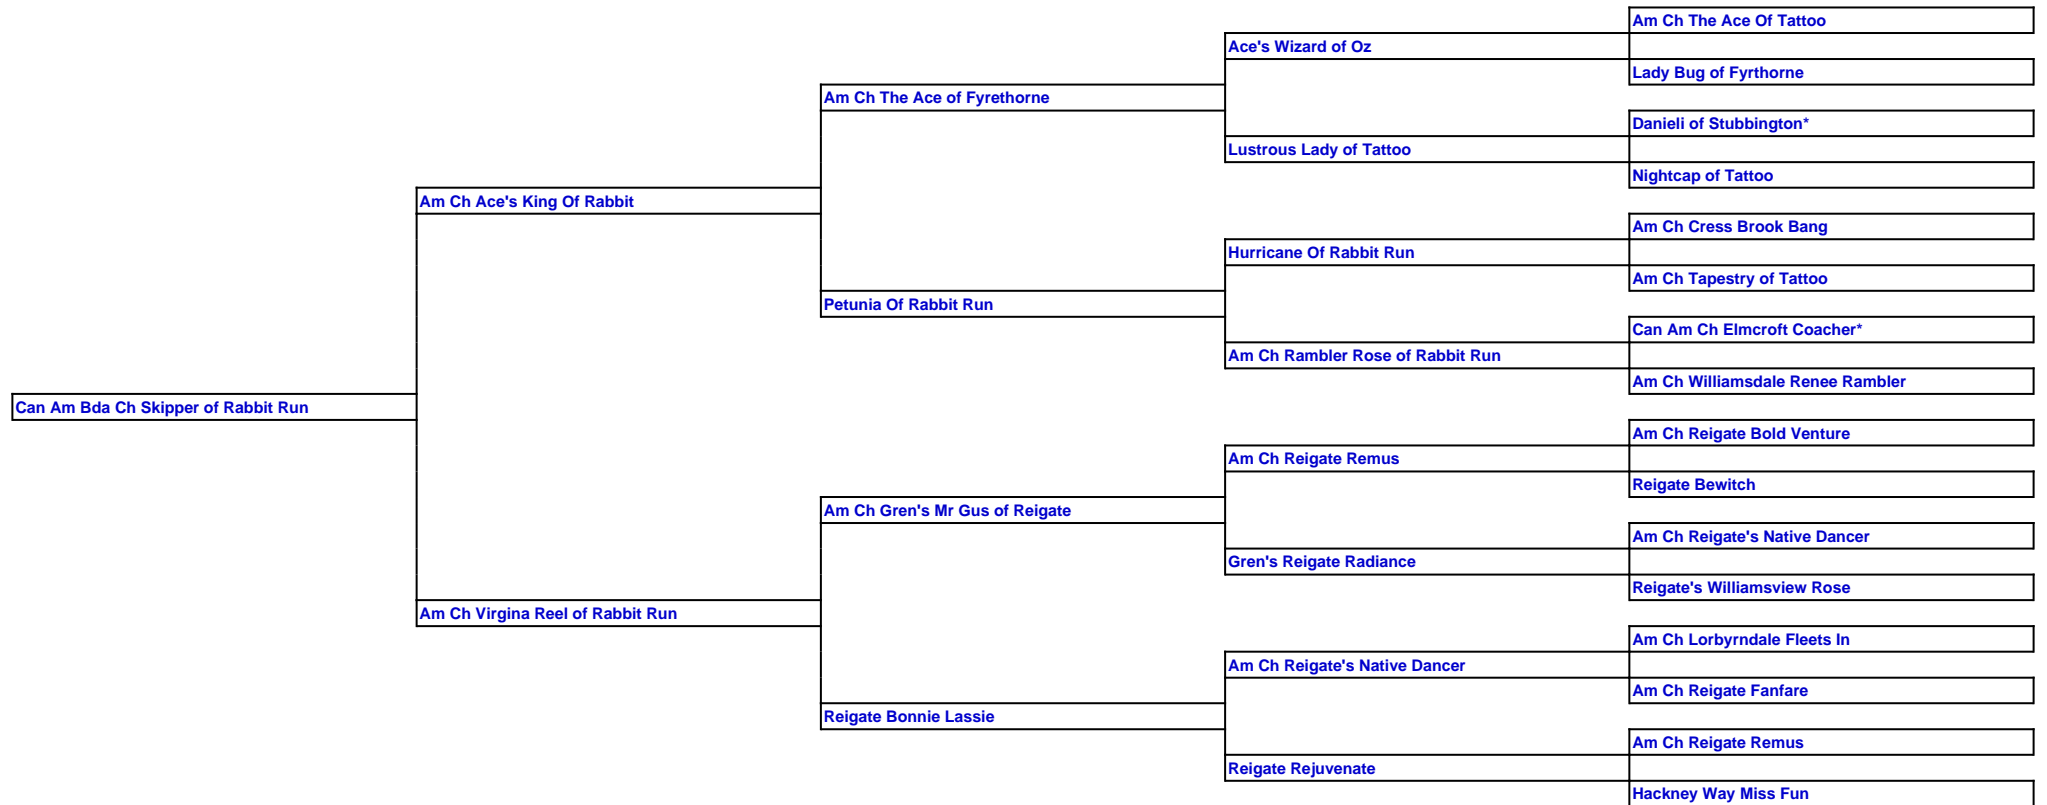 Am Ch The Ace Of Tattoo
Ace's Wizard of Oz
Lady Bug of Fyrthorne
Am Ch The Ace of Fyrethorne
Danieli of Stubbington*
Lustrous Lady of Tattoo
Nightcap of Tattoo
Am Ch Ace's King Of Rabbit
Am Ch Cress Brook Bang
Hurricane Of Rabbit Run
Am Ch Tapestry of Tattoo
Petunia Of Rabbit Run
Can Am Ch Elmcroft Coacher*
Am Ch Rambler Rose of Rabbit Run
Am Ch Williamsdale Renee Rambler
Can Am Bda Ch Skipper of Rabbit Run
Am Ch Reigate Bold Venture
Am Ch Reigate Remus
Reigate Bewitch
Am Ch Gren's Mr Gus of Reigate
Am Ch Reigate's Native Dancer
Gren's Reigate Radiance
Reigate's Williamsview Rose
Am Ch Virgina Reel of Rabbit Run
Am Ch Lorbyrndale Fleets In
Am Ch Reigate's Native Dancer
Am Ch Reigate Fanfare
Reigate Bonnie Lassie
Am Ch Reigate Remus
Reigate Rejuvenate
Hackney Way Miss Fun